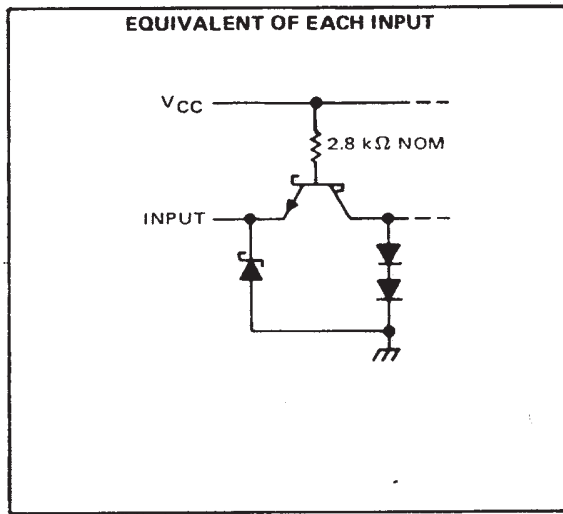 EQUIVALENT OF EACH INPUT
VCC
2.8 kΩ NOM
INPUT